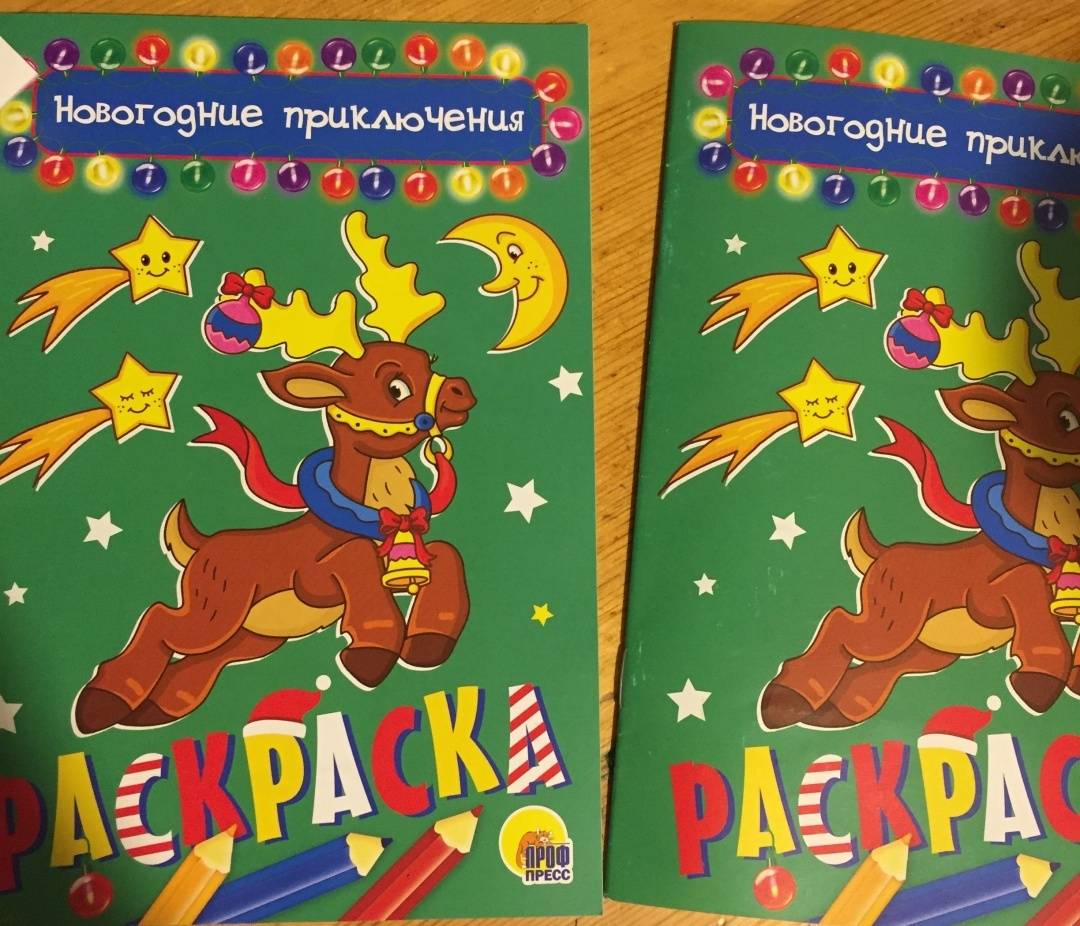 Новогодние приключения
РАСКРАСКА
ПРОФ
ПРЕСС
Новогодние приклю
РАСКРАС